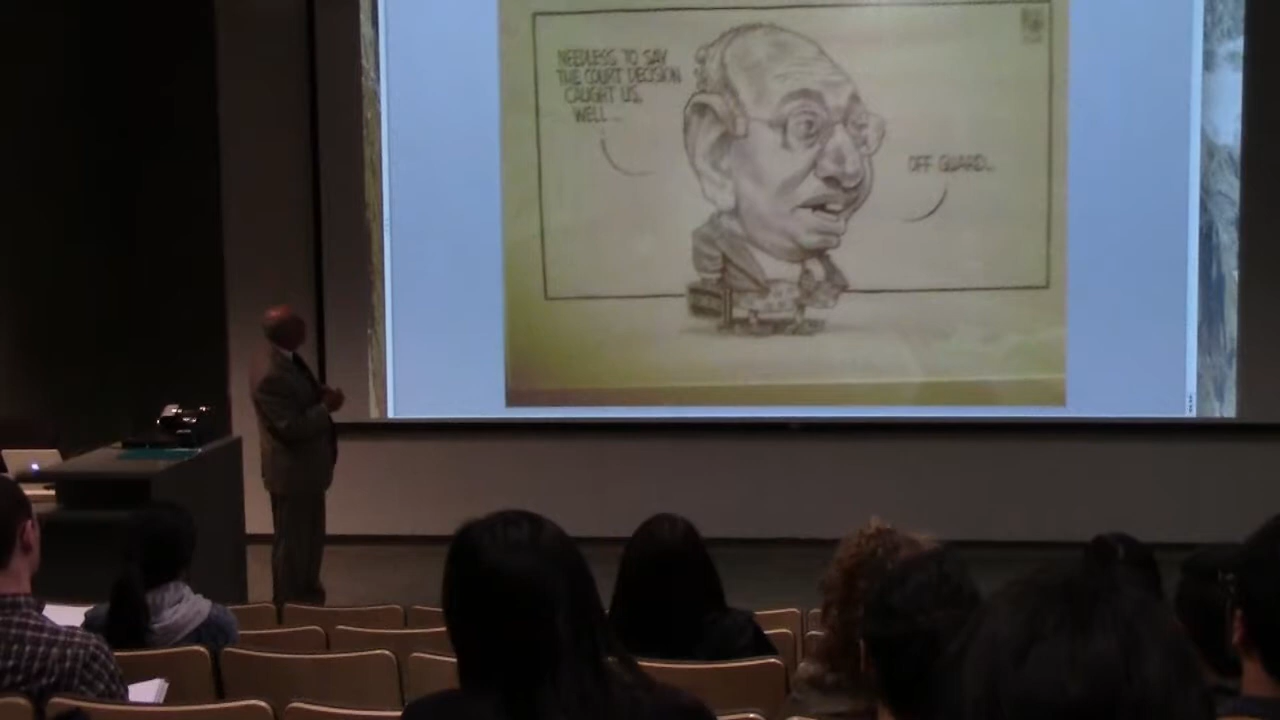 NEEDLESS TO SAY
THE COURT DECISION
CAUGHT US,
WELL...
OFF GUARD..